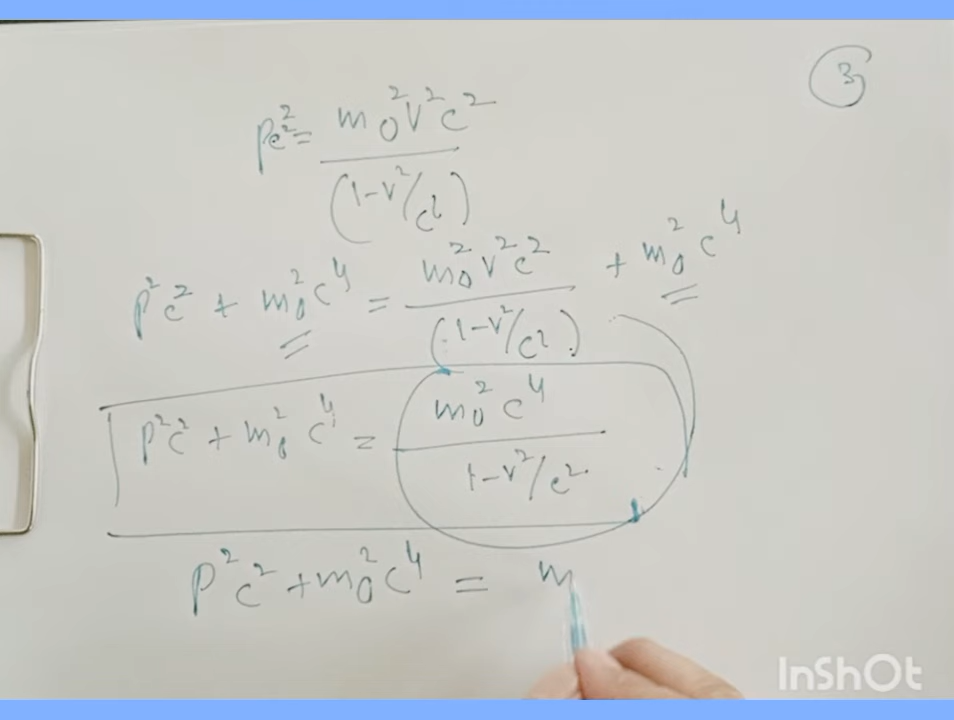 3
pc² = m₀²v²c² / (1-v²/c²)
p²c² + m₀²c⁴ = m₀²v²c² / (1-v²/c²) + m₀²c⁴
p²c² + m₀²c⁴ = m₀²c⁴ / 1-v²/c²
p²c² + m₀²c⁴ = m
InShOt